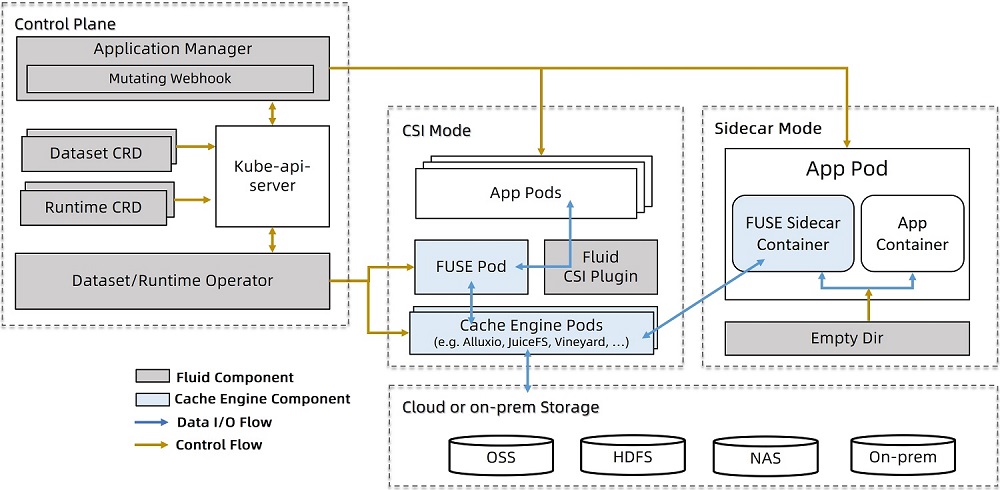 Control Plane
Application Manager
Mutating Webhook
Dataset CRD
Runtime CRD
Kube-api-
server
Dataset/Runtime Operator
CSI Mode
App Pods
FUSE Pod
Fluid
CSI Plugin
Cache Engine Pods
(e.g. Alluxio, JuiceFS, Vineyard, ...)
Sidecar Mode
App Pod
FUSE Sidecar
Container
App
Container
Empty Dir
Fluid Component
Cache Engine Component
Data I/O Flow
Control Flow
Cloud or on-prem Storage
OSS
HDFS
NAS
On-prem